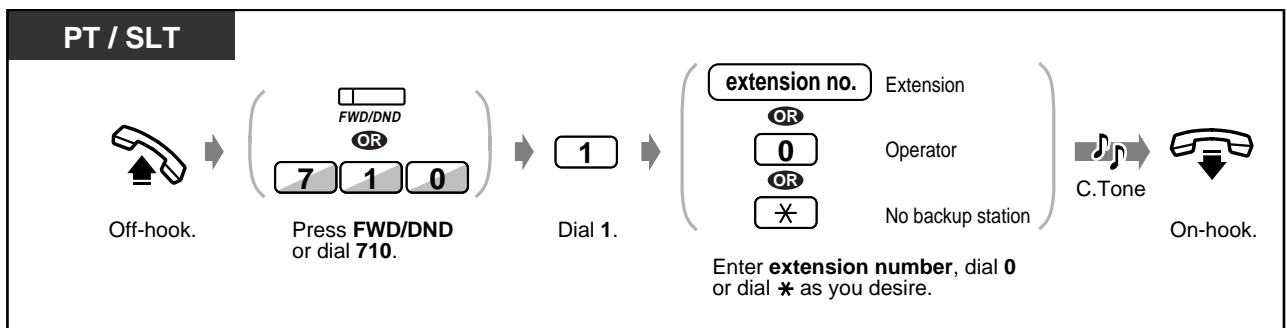 PT / SLT
FWD/DND
OR
7 1 0
1
extension no. Extension
OR
0 Operator
OR
* No backup station
C.Tone
Off-hook.
Press FWD/DND
or dial 710.
Dial 1.
Enter extension number, dial 0
or dial * as you desire.
On-hook.